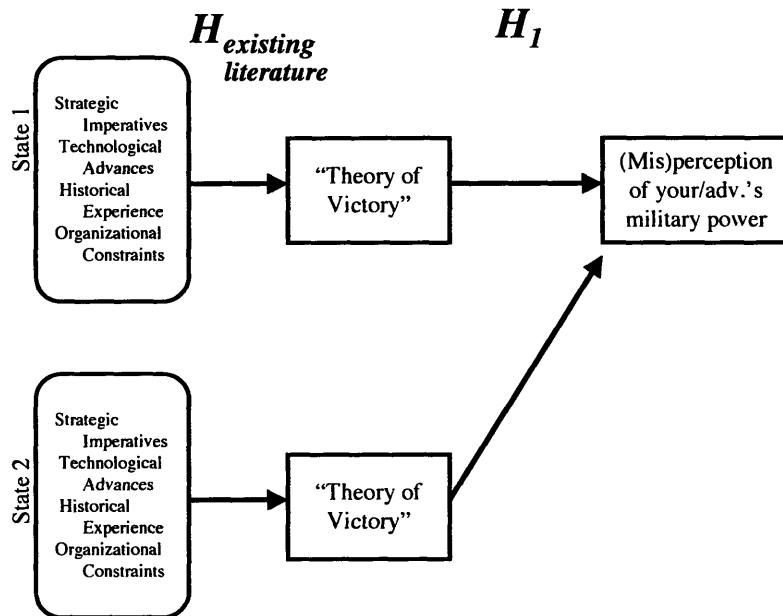 H existing literature
H1
State 1
Strategic
Imperatives
Technological
Advances
Historical
Experience
Organizational
Constraints
“Theory of
Victory”
(Mis)perception
of your/adv.'s
military power
State 2
Strategic
Imperatives
Technological
Advances
Historical
Experience
Organizational
Constraints
“Theory of
Victory”